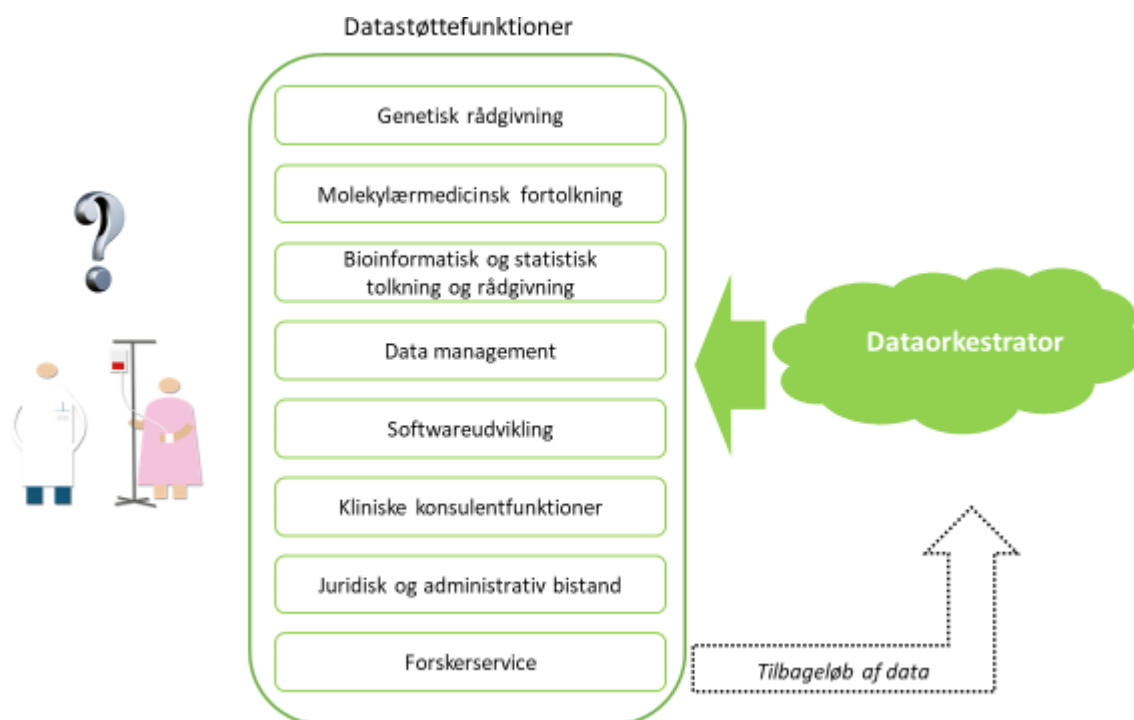 Datastøttefunktioner
Genetisk rådgivning
Molekylærmedicinsk fortolkning
Bioinformatisk og statistisk
tolkning og rådgivning
Data management
Softwareudvikling
Kliniske konsulentfunktioner
Juridisk og administrativ bistand
Forskerservice
Dataorkestrator
Tilbageløb af data
?